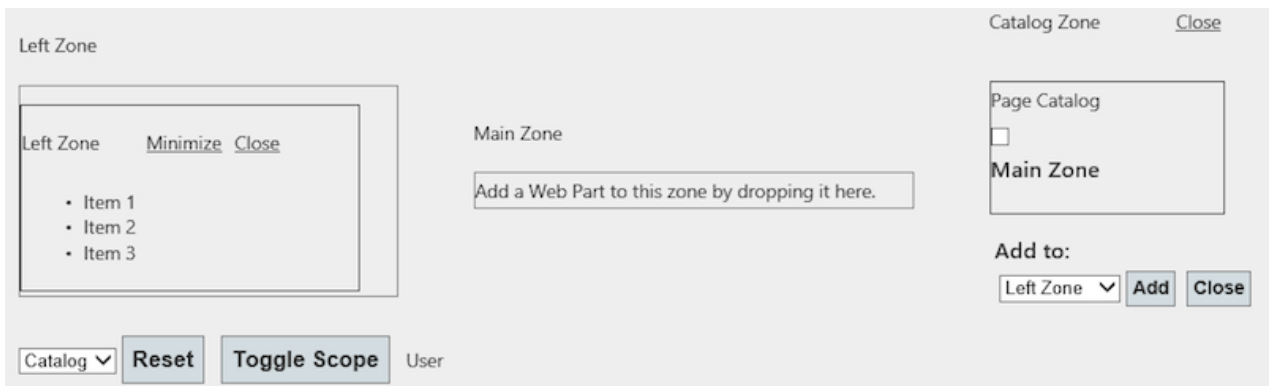 Catalog Zone Close
Left Zone
Page Catalog
Left Zone Minimize Close
Main Zone
Main Zone
Add a Web Part to this zone by dropping it here.
• Item 1
• Item 2
• Item 3
Add to:
Left Zone Add Close
Catalog Reset Toggle Scope User